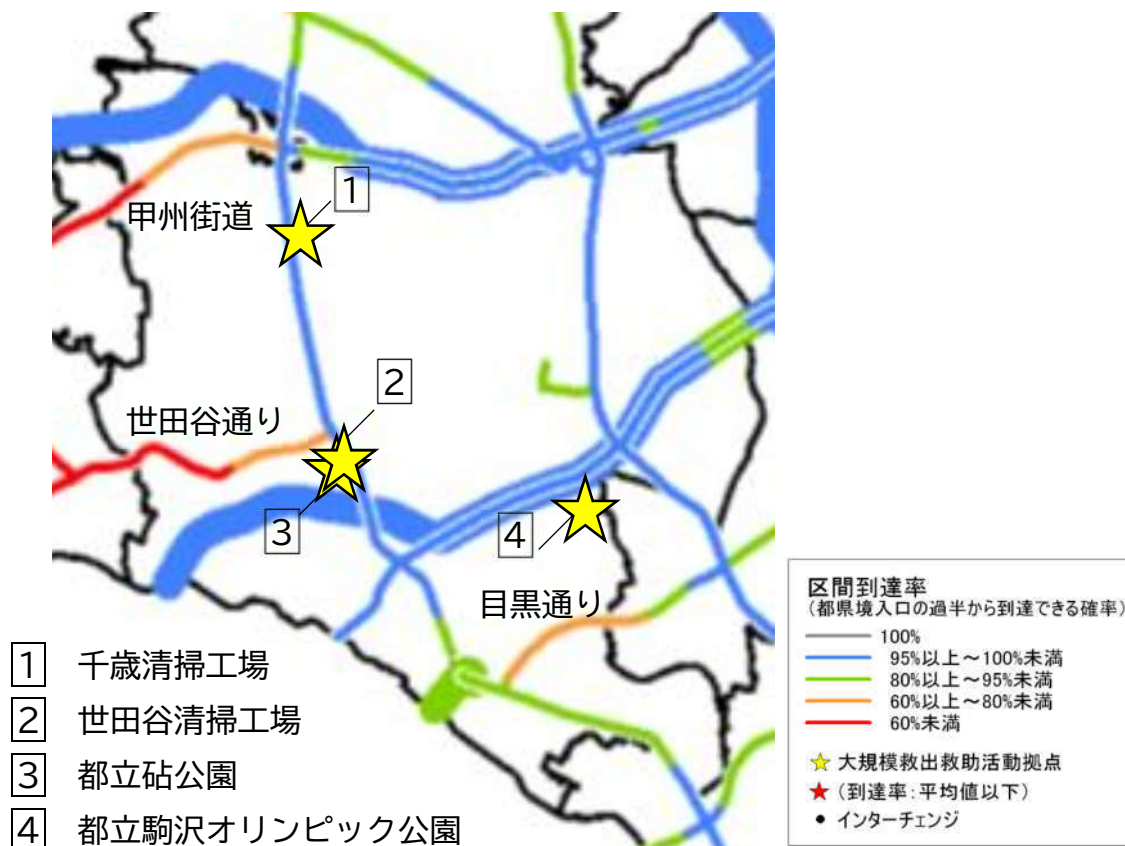 1
甲州街道
2
世田谷通り
3
4
目黒通り
1 千歳清掃工場
2 世田谷清掃工場
3 都立砧公園
4 都立駒沢オリンピック公園
区間到達率
(都県境入口の過半から到達できる確率)
100%
95%以上～100%未満
80%以上～95%未満
60%以上～80%未満
60%未満
大規模救出救助活動拠点
(到達率:平均値以下)
インターチェンジ